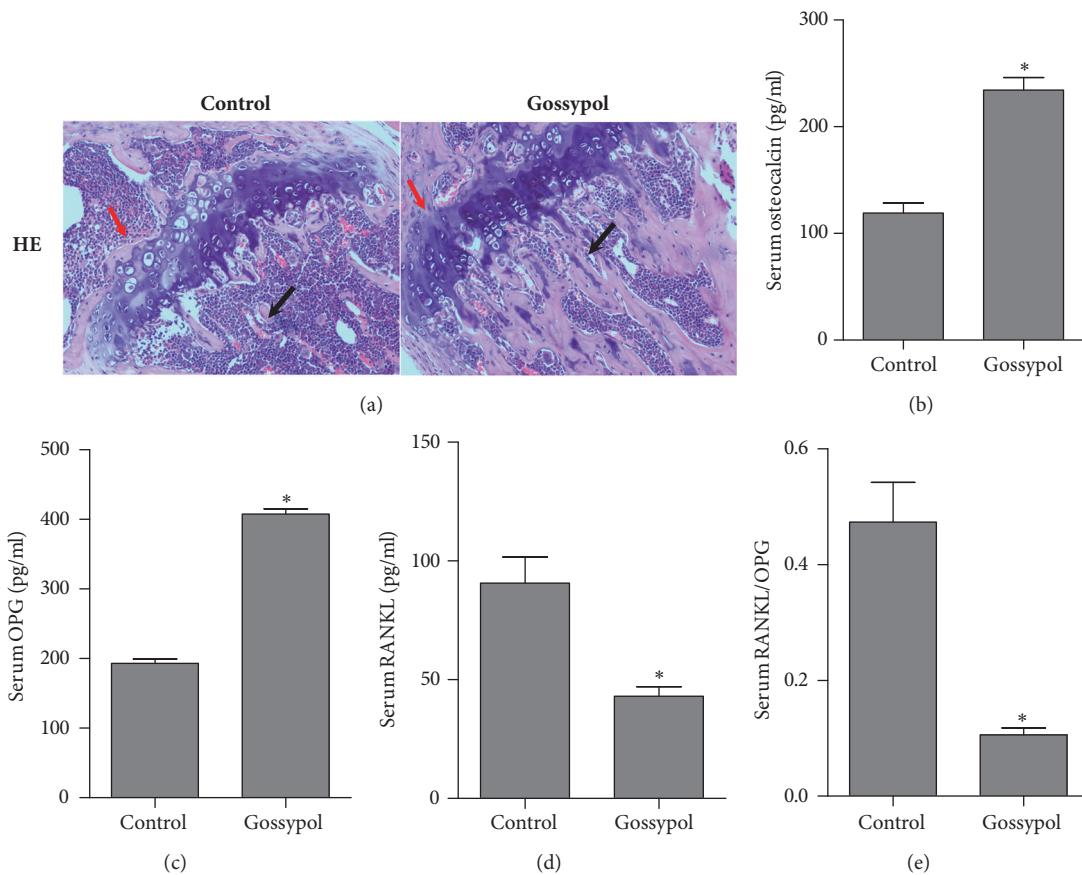 Control
Gossypol
HE
(a)
Serum osteocalcin (pg/ml)
300
200
100
0
*
Control
Gossypol
(b)
Serum OPG (pg/ml)
500
400
300
200
100
0
*
Control
Gossypol
(c)
Serum RANKL (pg/ml)
150
100
50
0
*
Control
Gossypol
(d)
Serum RANKL/OPG
0.6
0.4
0.2
0.0
*
Control
Gossypol
(e)